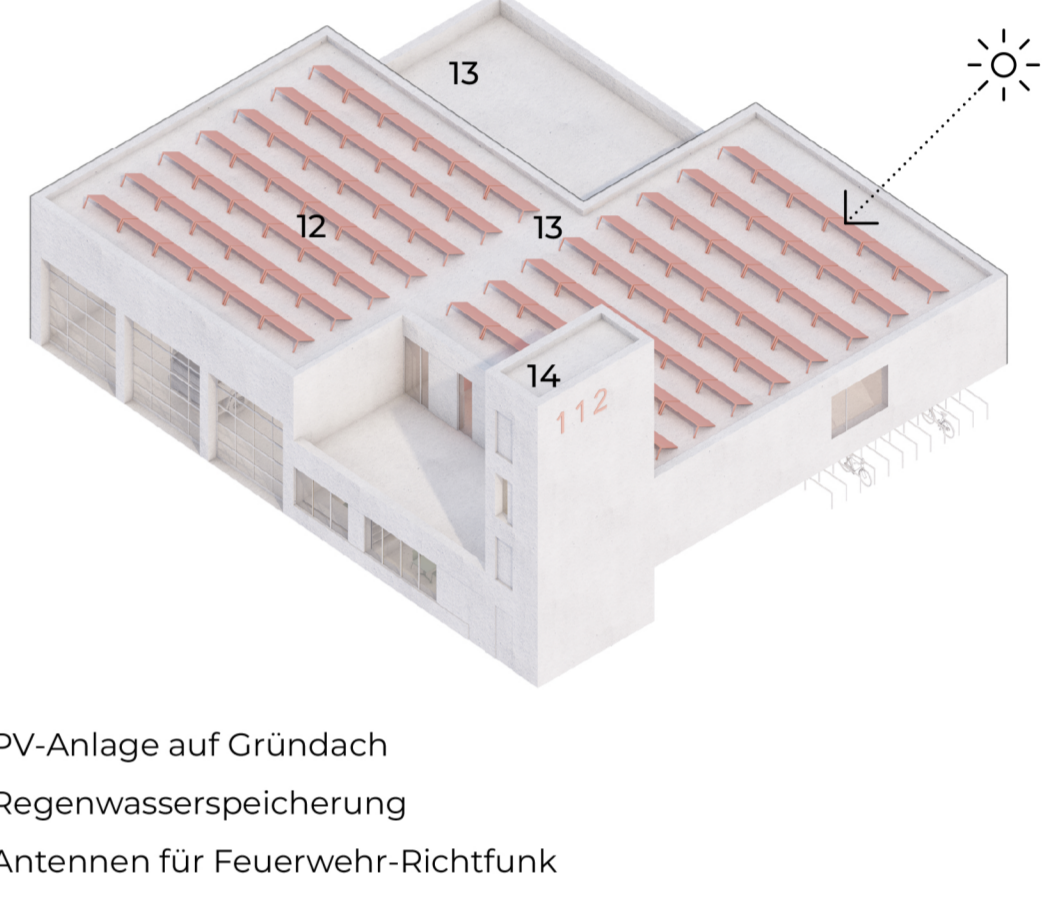 13
12
13
14
112
PV-Anlage auf Gründach
Regenwasserspeicherung
Antennen für Feuerwehr-Richtfunk